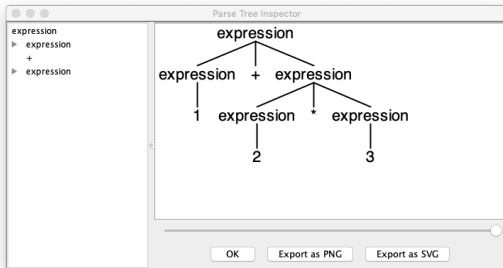 Parse Tree Inspector
expression
expression
+
expression
expression
expression + expression
1 expression * expression
2 3
OK Export as PNG Export as SVG